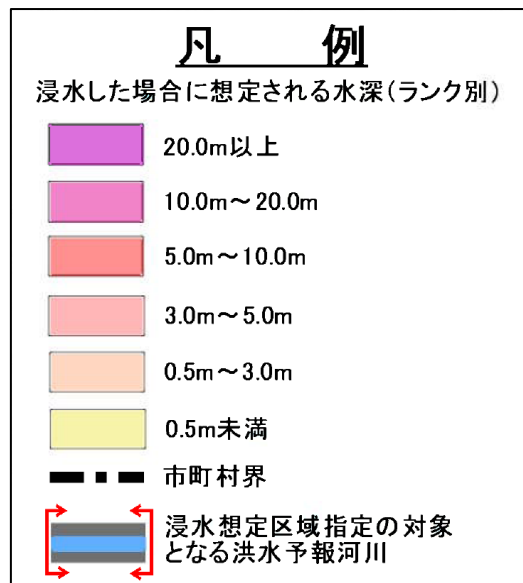 凡 例
浸水した場合に想定される水深(ランク別)
20.0m以上
10.0m～20.0m
5.0m～10.0m
3.0m～5.0m
0.5m～3.0m
0.5m未満
市町村界
浸水想定区域指定の対象
となる洪水予報河川